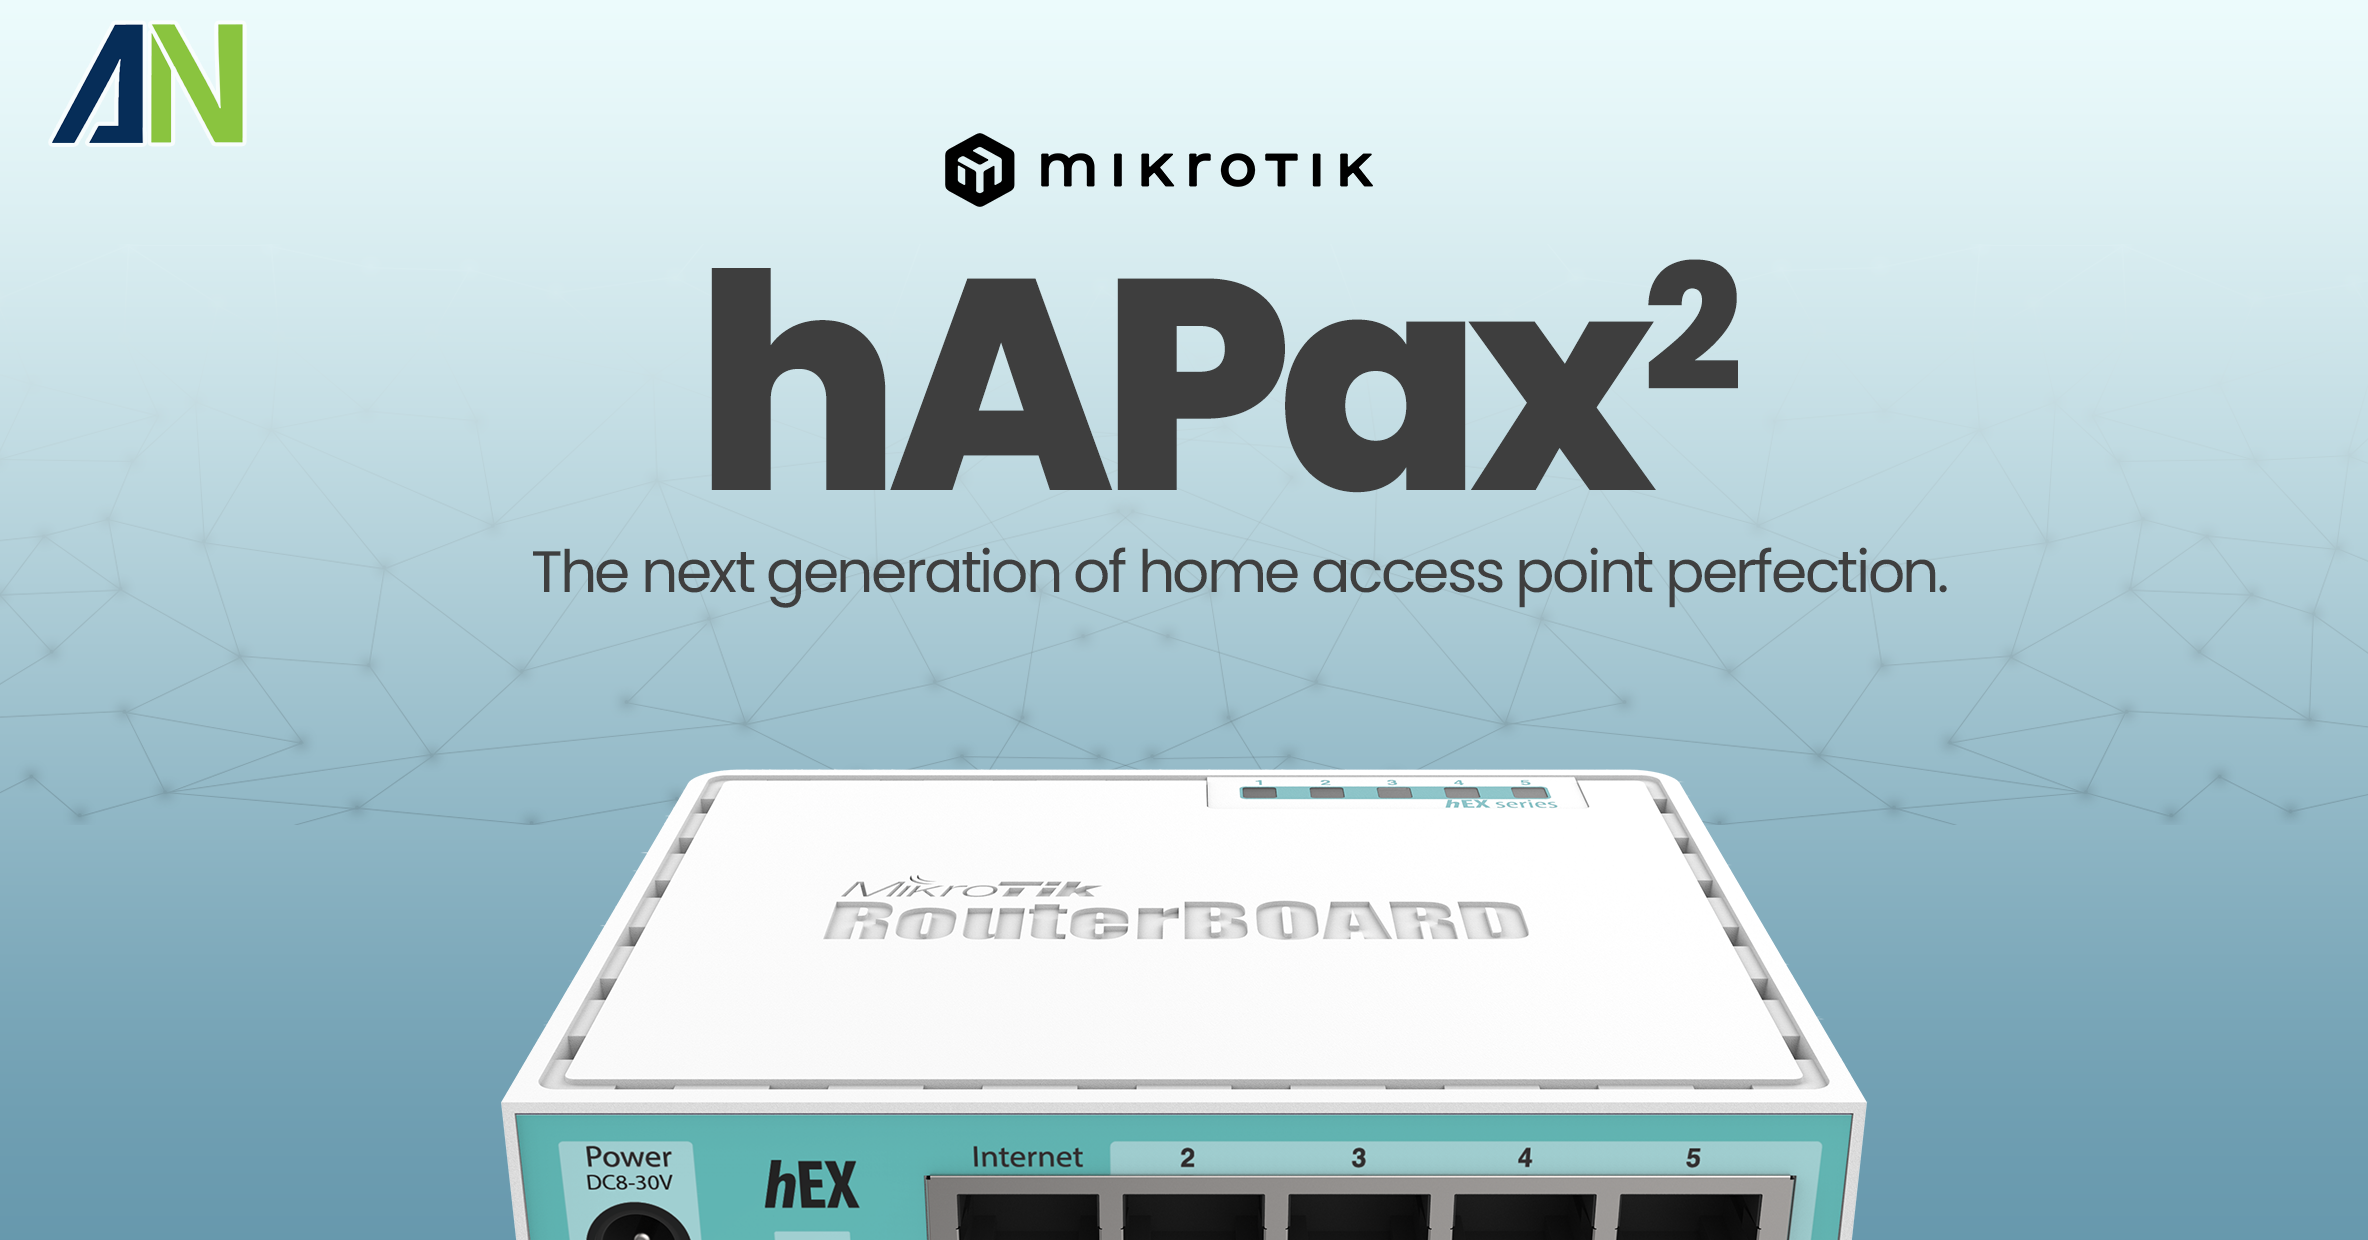 AN
mikrotik
hAPax²
The next generation of home access point perfection.
1 2 3 4 5
hEX series
MikroTik
RouterBOARD
Power
DC8-30V
hEX
Internet 2 3 4 5